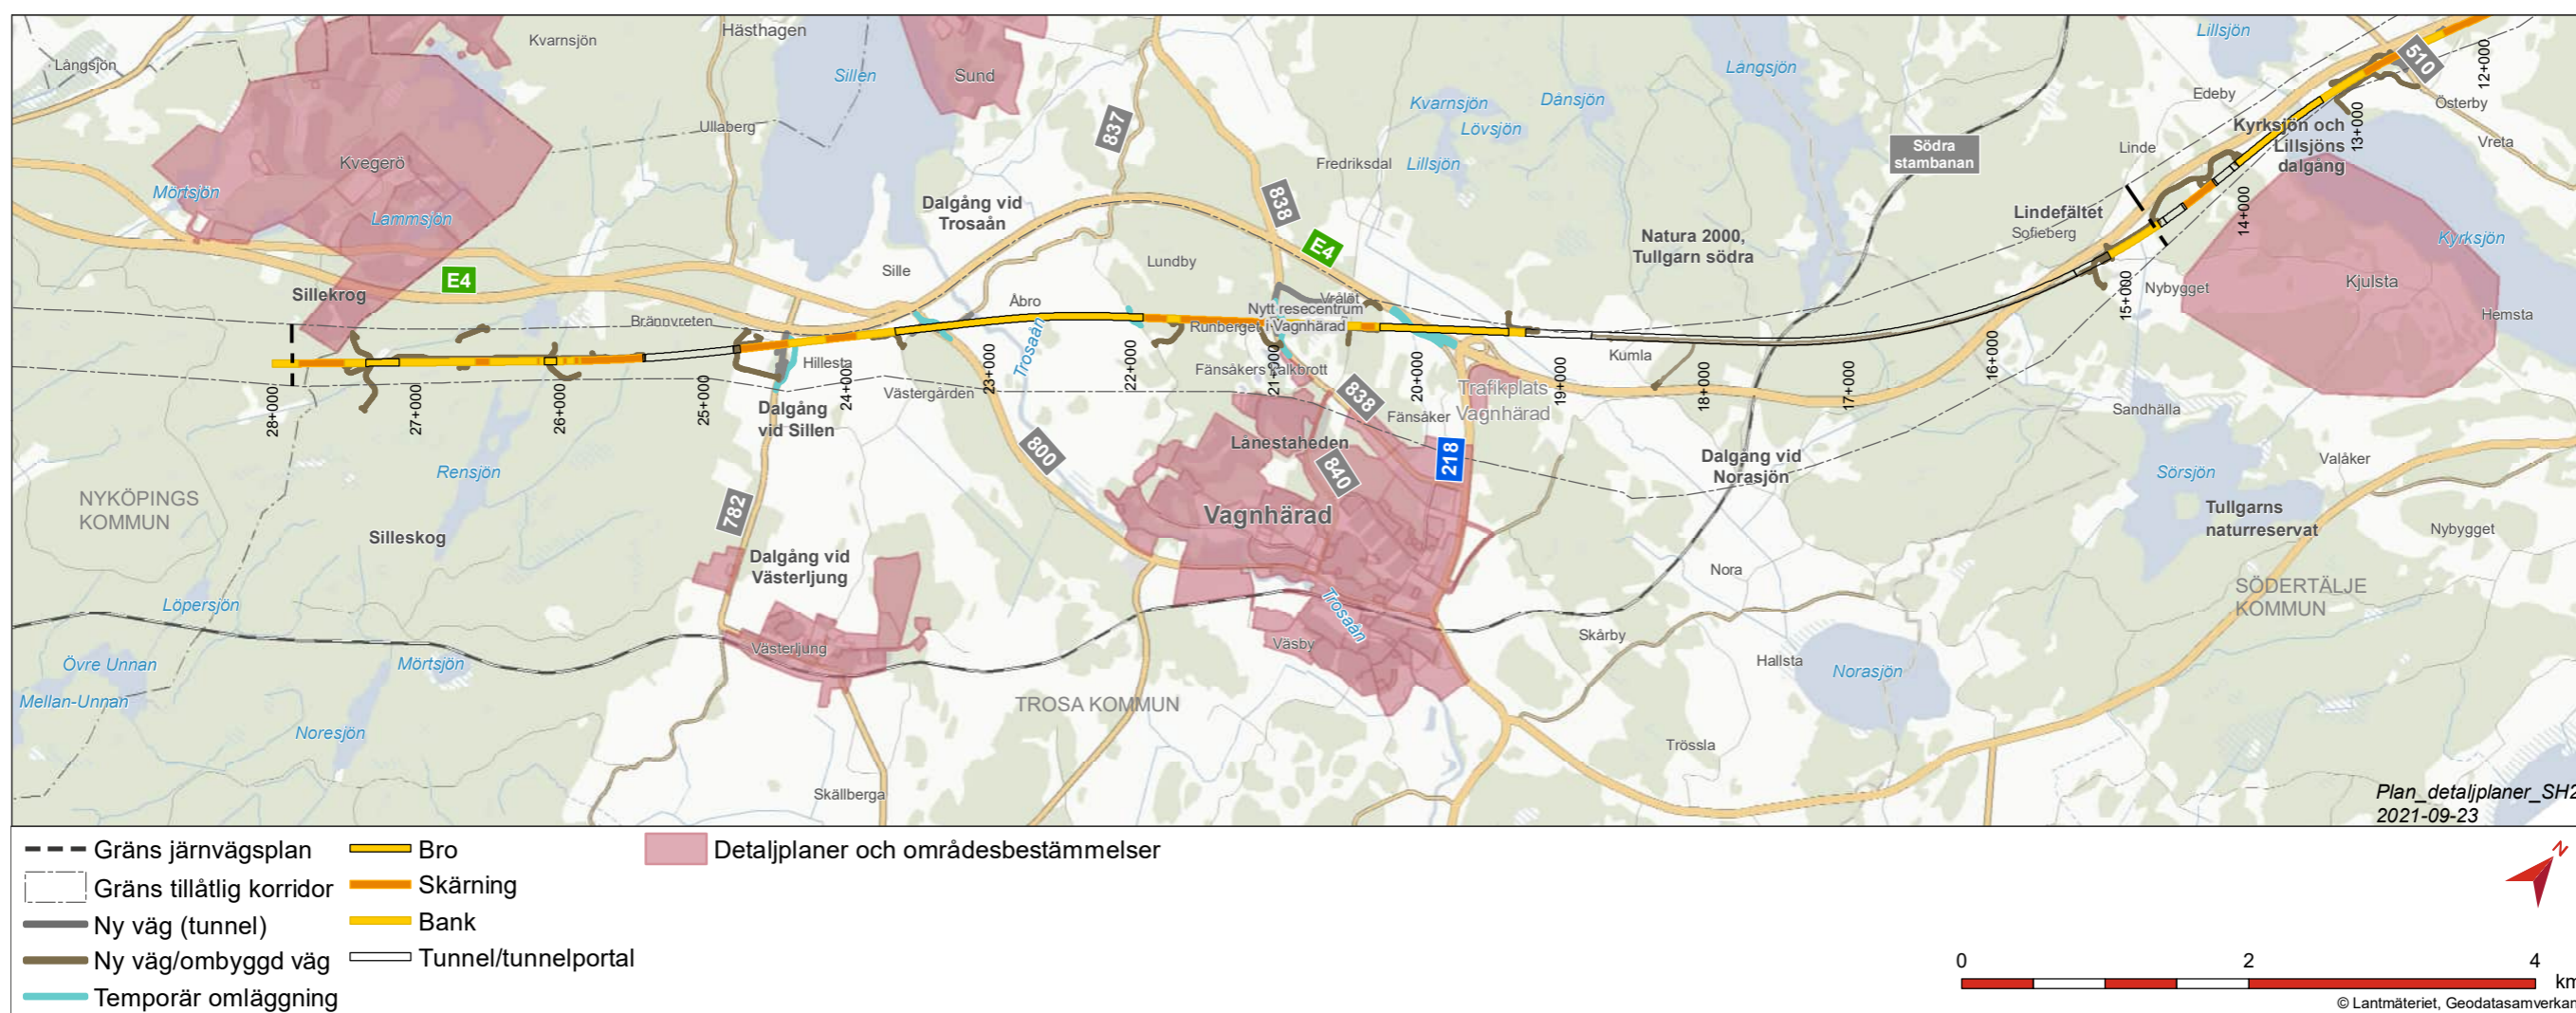 Långsjön
Kvarnsjön
Hästhagen
Sillen
Sund
Långsjön
Lillsjön
510
12+000
Kvarnsjön
Dånsjön
Lövsjön
Lillsjön
Fredriksdal
Edeby
Österby
13+000
Vreta
Ullaberg
837
Södra
stambanan
Linde
Kyrksjön och
Lillsjöns
dalgång
Kvegerö
Mörtsjön
Lammsjön
838
Dalgång vid
Trosaån
14+000
Lindefältet
Sofieberg
Kyrksjön
E4
E4
Natura 2000,
Tullgarn södra
Sille
Lundby
Sillekrog
Åbro
Vrålöt
Nytt resecentrum
i Vagnhärad
Runberget
15+000
Nybygget
Kjulsta
Hemsta
Brännvreten
Hillesta
Trosaån
Kumla
16+000
28+000
27+000
26+000
25+000
24+000
23+000
22+000
21+000
20+000
19+000
18+000
17+000
Västergården
Fänsåkers kalkbrott
838
Fänsåker
Trafikplats
Vagnhärad
Dalgång
vid Sillen
Sandhälla
800
Lånestaheden
840
218
Dalgång vid
Norasjön
Rensjön
Sörsjön
Valåker
NYKÖPINGS
KOMMUN
782
Vagnhärad
Silleskog
Tullgarns
naturreservat
Nybygget
Dalgång vid
Västerljung
Nora
SÖDERTÄLJE
KOMMUN
Löpersjön
Trosaån
Väsby
Skårby
Västerljung
Övre Unnan
Mörtsjön
Hallsta
Norasjön
Mellan-Unnan
TROSA KOMMUN
Noresjön
Trössla
Skällberga
Plan_detaljplaner_SH2
2021-09-23
Gräns järnvägsplan
Bro
Detaljplaner och områdesbestämmelser
Gräns tillåtlig korridor
Skärning
Ny väg (tunnel)
Bank
Ny väg/ombyggd väg
Tunnel/tunnelportal
Temporär omläggning
N
0 2 4
km
© Lantmäteriet, Geodatasamverkan